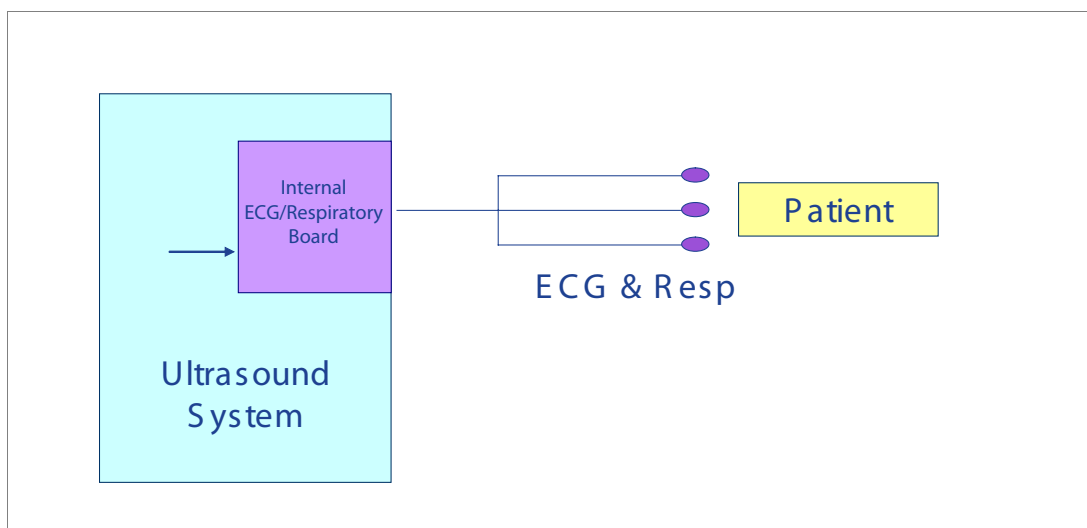 Internal
ECG/Respiratory
Board
Patient
ECG & Resp
Ultrasound
System